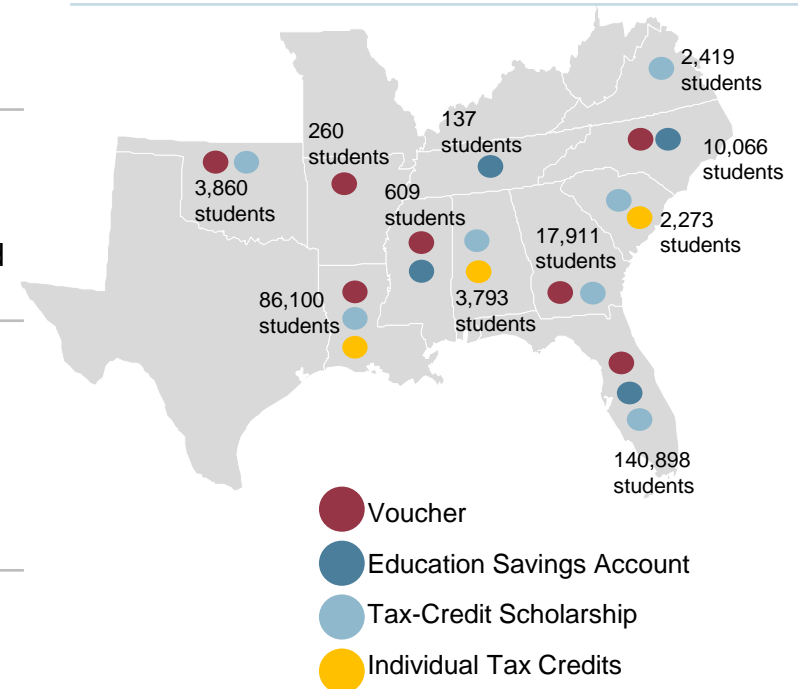 2,419
students
137
students
260
students
10,066
students
3,860
students
609
students
2,273
students
17,911
students
86,100
students
3,793
students
140,898
students
Voucher
Education Savings Account
Tax-Credit Scholarship
Individual Tax Credits